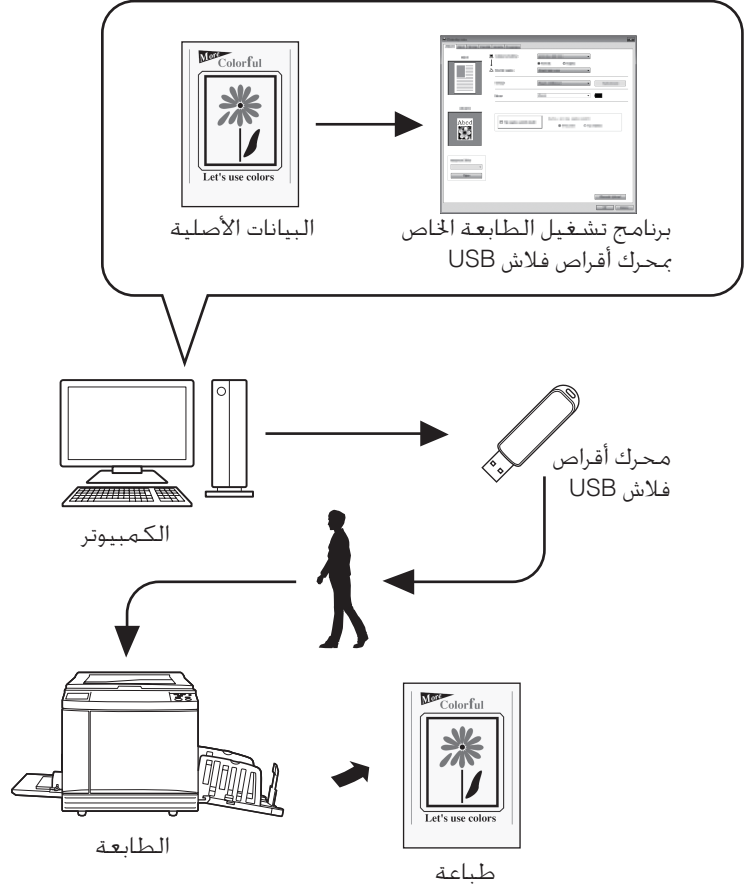 More
Colorful
Let's use colors
البيانات الأصلية
Abcd
برنامج تشغيل الطابعة الخاص
بمحرك أقراص فلاش USB
محرك أقراص
فلاش USB
الكمبيوتر
الطابعة
More
Colorful
Let's use colors
طباعة